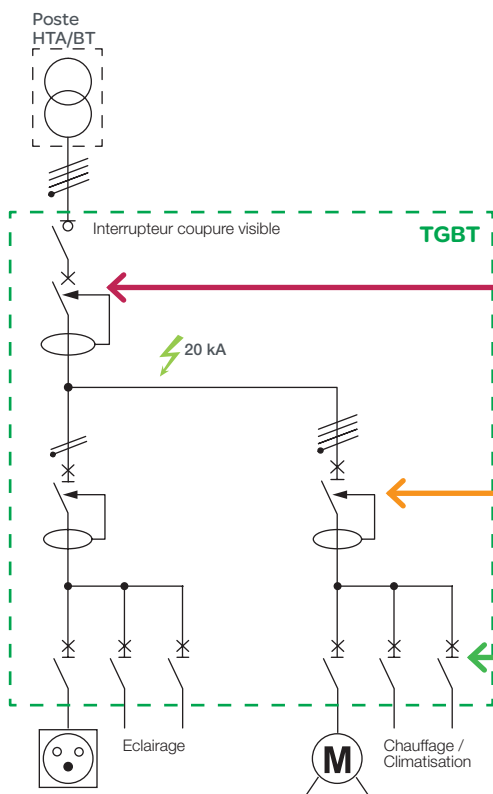 Poste
HTA/BT
Interrupteur coupure visible
TGBT
20 kA
Eclairage
M
Chauffage /
Climatisation